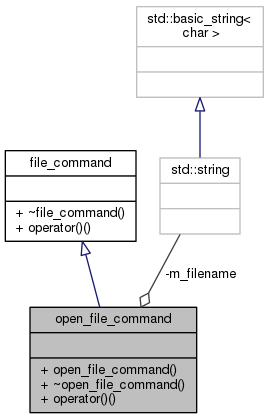 std::basic_string<
char >
file_command
+ ~file_command()
+ operator()()
std::string
-m_filename
open_file_command
+ open_file_command()
+ ~open_file_command()
+ operator()()